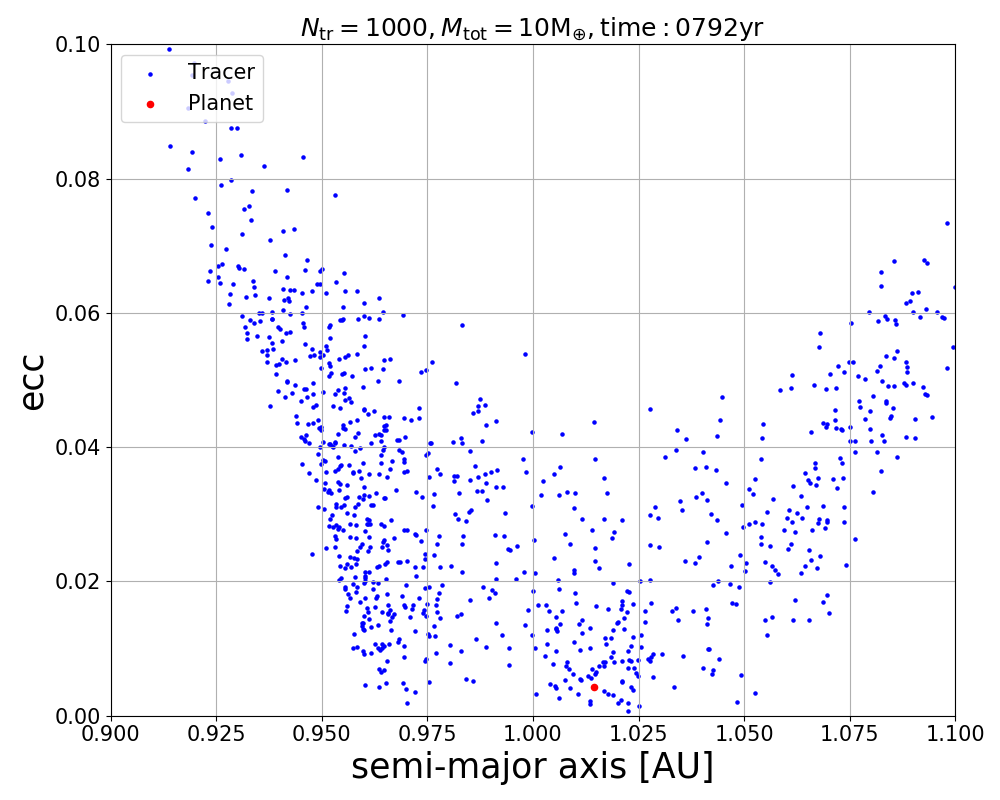 N_tr = 1000, M_tot = 10M_⊕, time : 0792yr
Tracer
Planet
ecc
0.10
0.08
0.06
0.04
0.02
0.00
0.900 0.925 0.950 0.975 1.000 1.025 1.050 1.075 1.100
semi-major axis [AU]